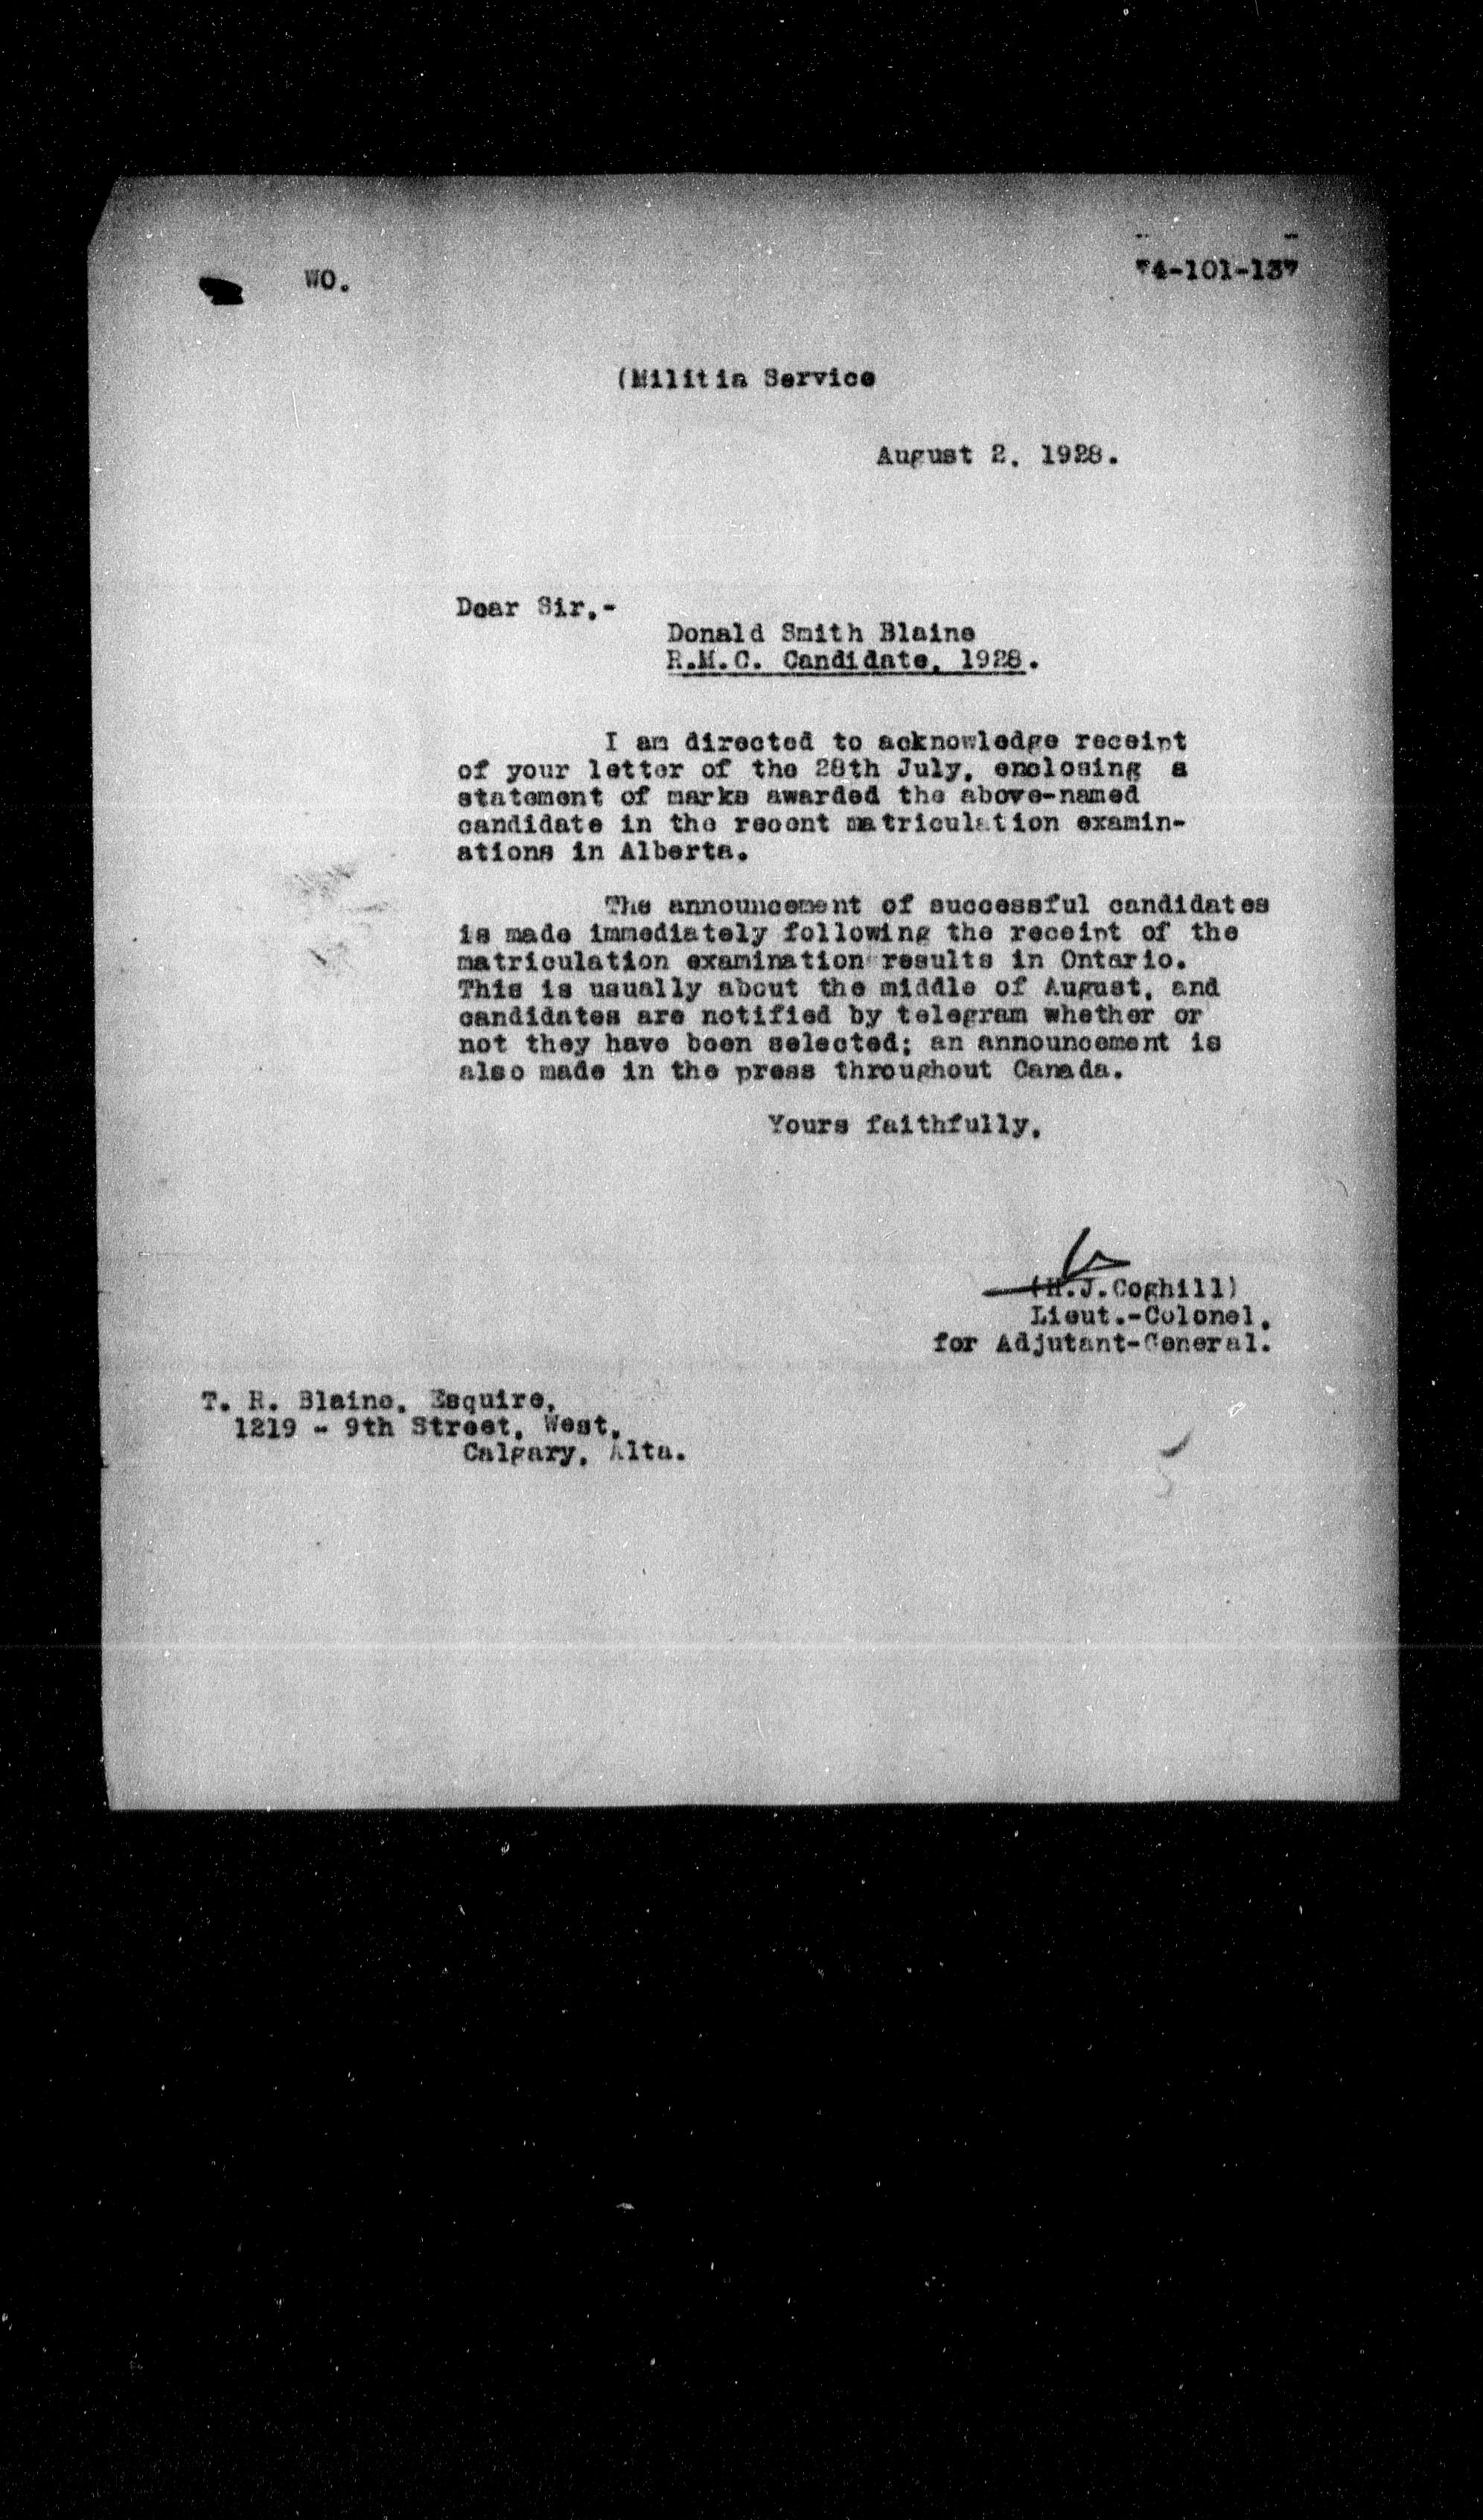 WO.
"4-101-13"
(Militia Service
August 2, 1928.
Dear Sir,-
Donald Smith Blaine
R.M.C. Candidate, 1928.
I am directed to acknowledge receipt
of your letter of the 28th July, enclosing a
statement of marks awarded the above-named
candidate in the recent matriculation examin-
ations in Alberta.
The announcement of successful candidates
is made immediately following the receipt of the
matriculation examination results in Ontario.
This is usually about the middle of August, and
candidates are notified by telegram whether or
not they have been selected; an announcement is
also made in the press throughout Canada.
Yours faithfully,
(H.J.Coghill)
Lieut.-Colonel,
for Adjutant-General.
T. R. Blaine, Esquire,
1219 - 9th Street, West,
Calgary, Alta.